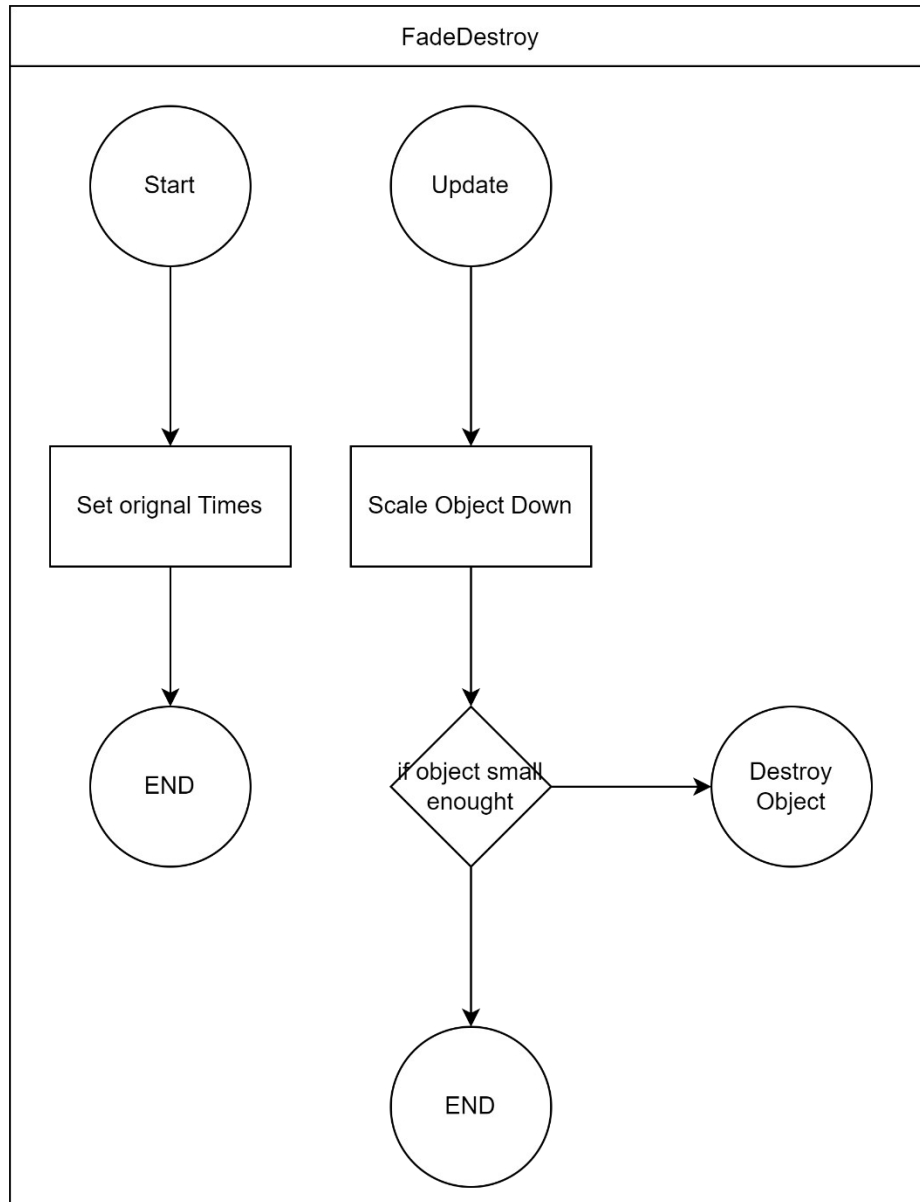 FadeDestroy
Start
Update
Set orignal Times
Scale Object Down
END
if object small
enought
Destroy
Object
END